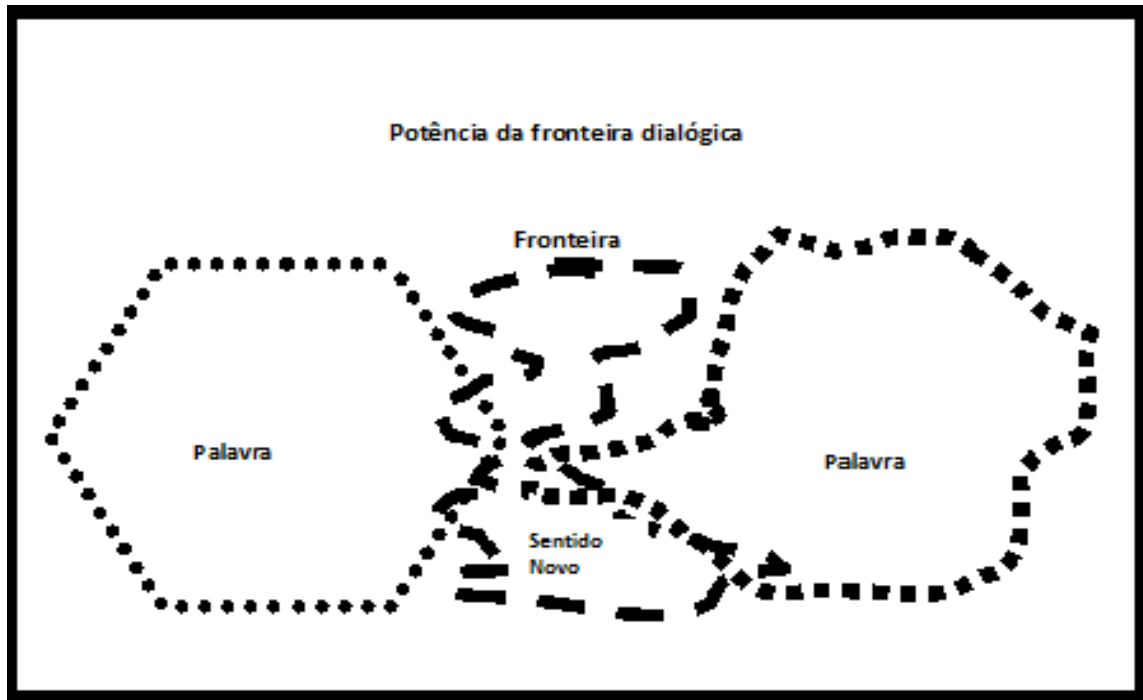 Potência da fronteira dialógica
Fronteira
Palavra
Palavra
Sentido
Novo